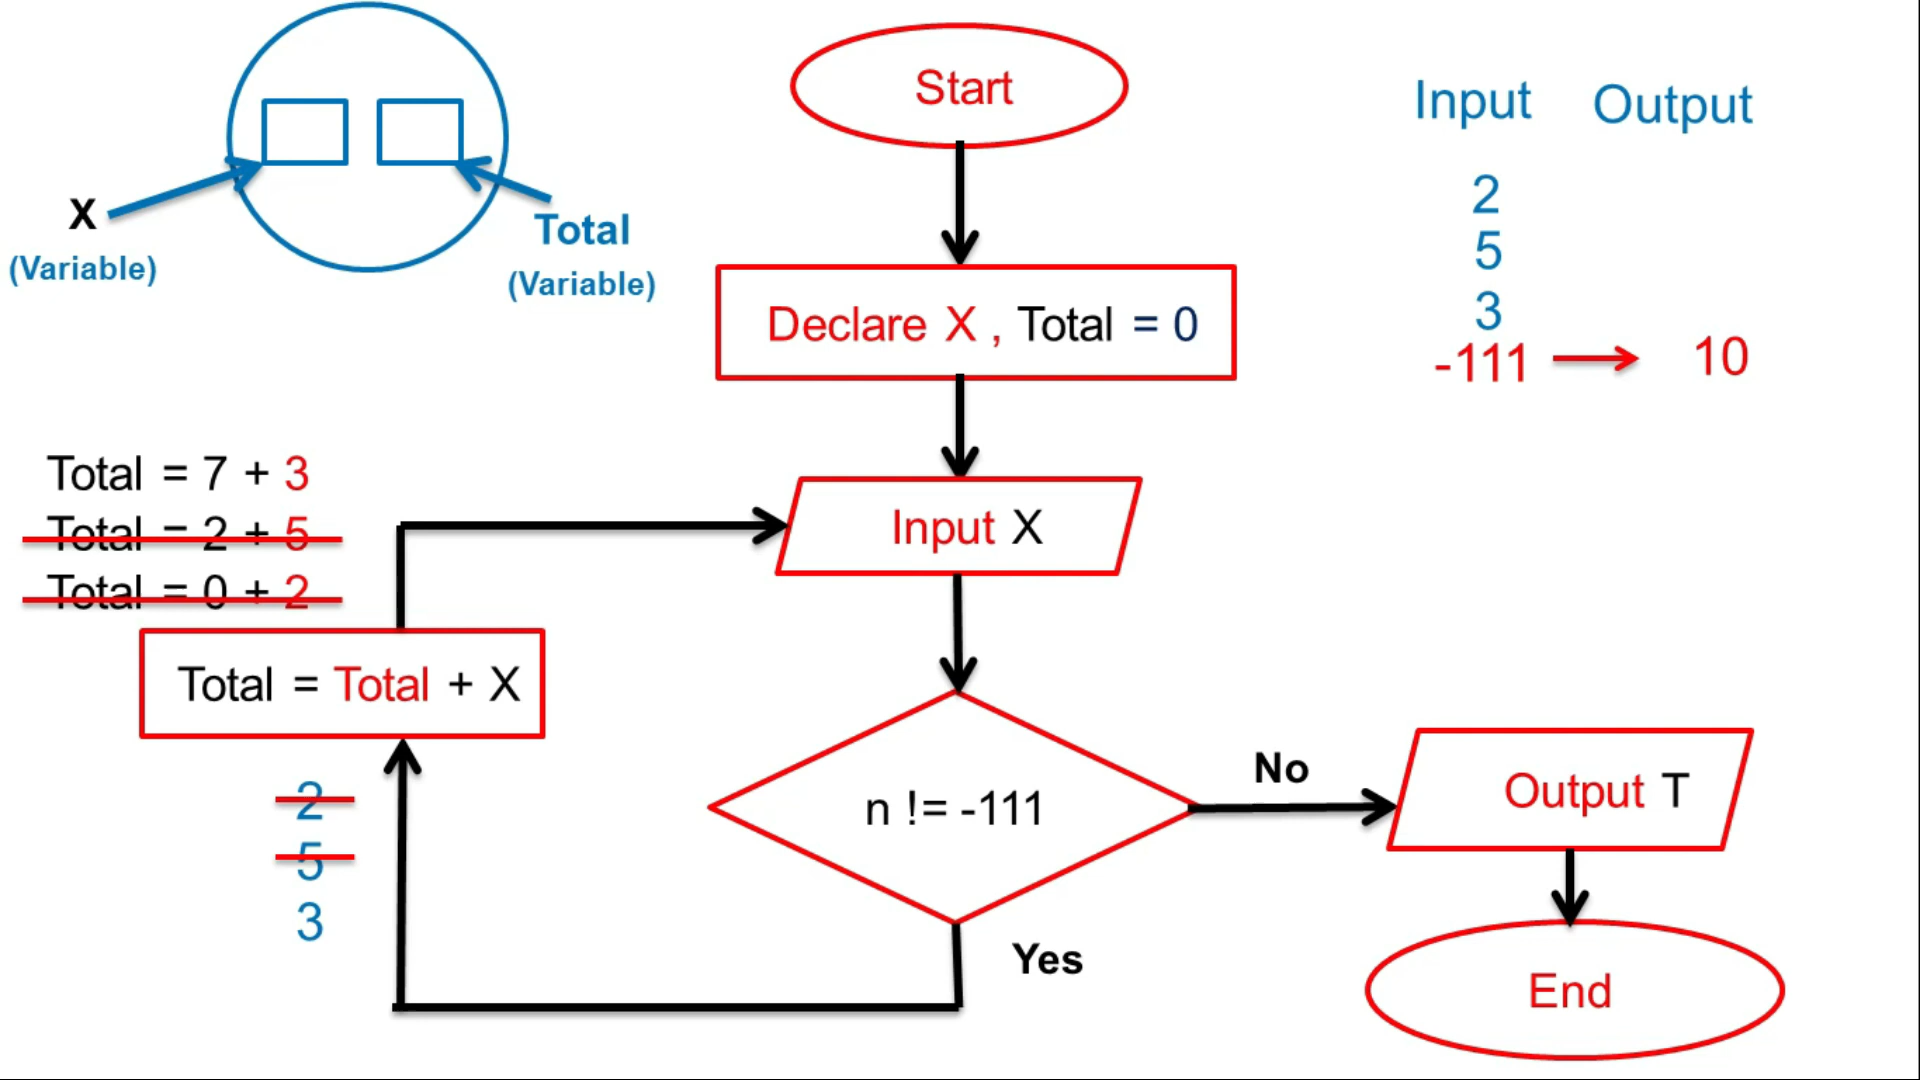 Start
Input Output
2
5
3
-111 10
X
(Variable)
Total
(Variable)
Declare X , Total = 0
Total = 7 + 3
Total = 2 + 5
Total = 0 + 2
Input X
Total = Total + X
2
5
3
n != -111
No
Yes
Output T
End